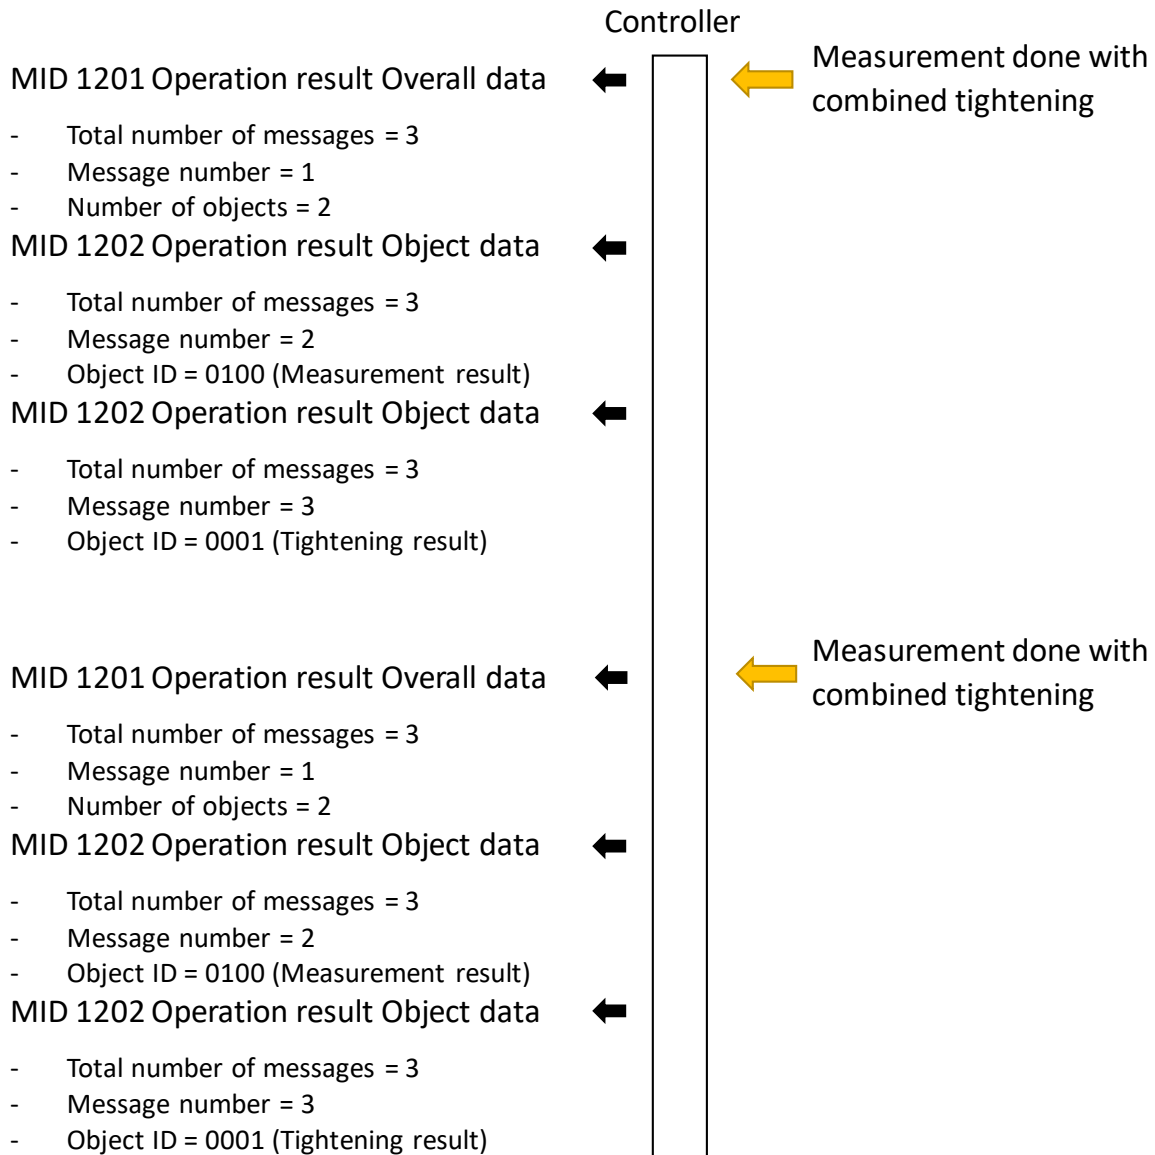 Controller
Measurement done with
combined tightening
MID 1201 Operation result Overall data
- Total number of messages = 3
- Message number = 1
- Number of objects = 2
MID 1202 Operation result Object data
- Total number of messages = 3
- Message number = 2
- Object ID = 0100 (Measurement result)
MID 1202 Operation result Object data
- Total number of messages = 3
- Message number = 3
- Object ID = 0001 (Tightening result)
Measurement done with
combined tightening
MID 1201 Operation result Overall data
- Total number of messages = 3
- Message number = 1
- Number of objects = 2
MID 1202 Operation result Object data
- Total number of messages = 3
- Message number = 2
- Object ID = 0100 (Measurement result)
MID 1202 Operation result Object data
- Total number of messages = 3
- Message number = 3
- Object ID = 0001 (Tightening result)